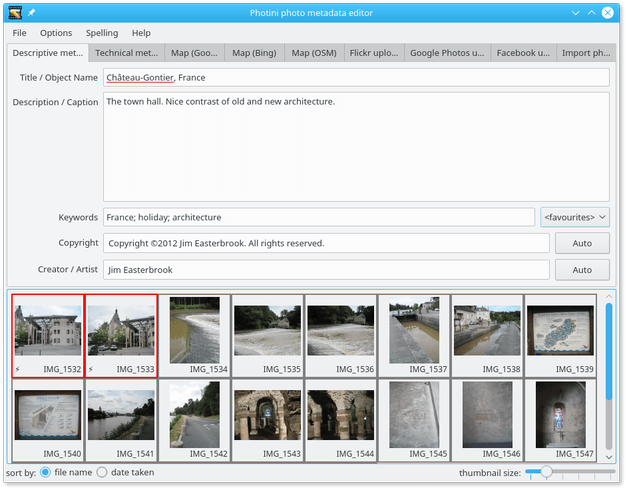 Photini photo metadata editor
File Options Spelling Help
Descriptive met... Technical met... Map (Goo... Map (Bing) Map (OSM) Flickr uplo... Google Photos u... Facebook u... Import ph...
Title / Object Name Château-Gontier, France
Description / Caption The town hall. Nice contrast of old and new architecture.
Keywords France; holiday; architecture <favourites>
Copyright Copyright ©2012 Jim Easterbrook. All rights reserved. Auto
Creator / Artist Jim Easterbrook Auto
IMG_1532 IMG_1533 IMG_1534 IMG_1535 IMG_1536 IMG_1537 IMG_1538 IMG_1539
IMG_1540 IMG_1541 IMG_1542 IMG_1543 IMG_1544 IMG_1545 IMG_1546 IMG_1547
sort by: file name date taken thumbnail size: